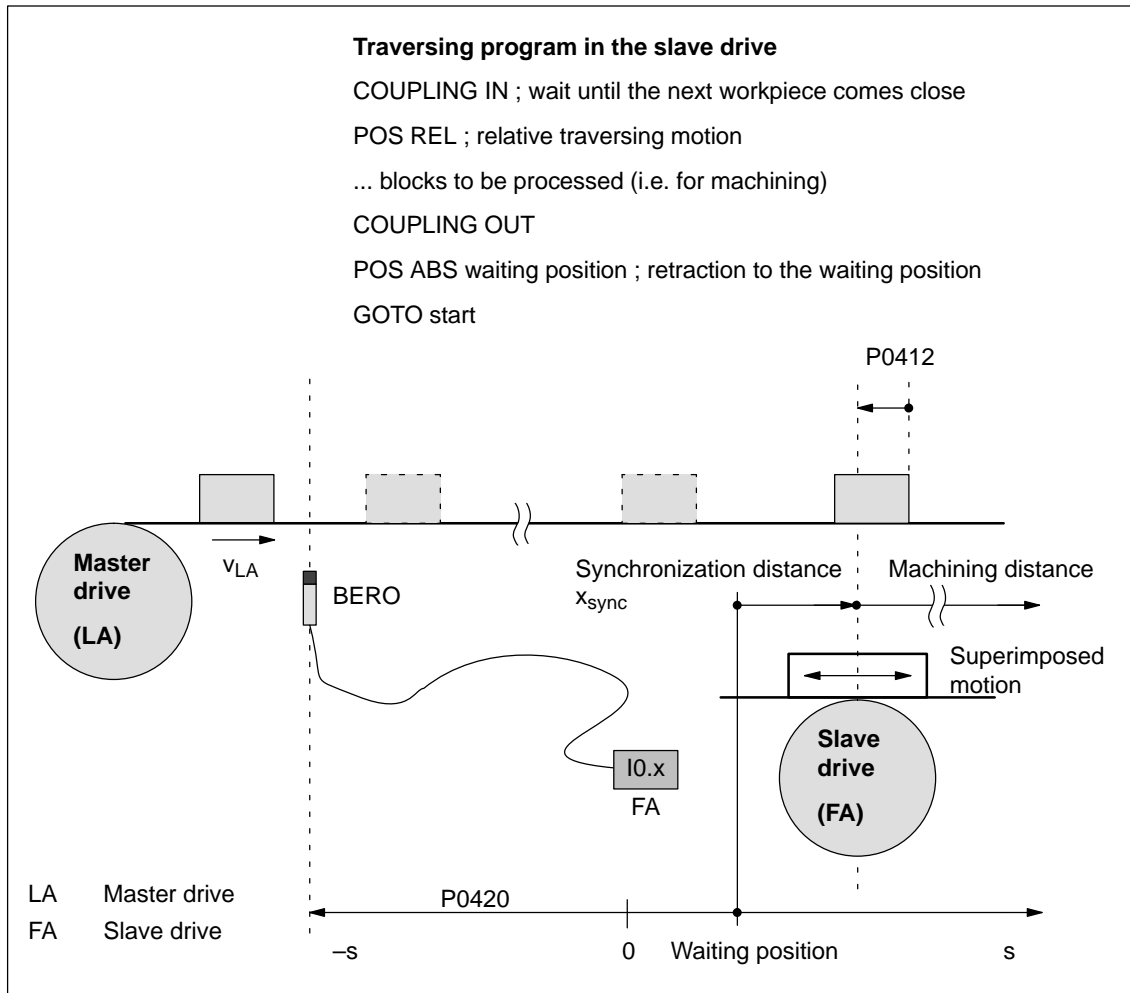 Traversing program in the slave drive
COUPLING IN ; wait until the next workpiece comes close
POS REL ; relative traversing motion
... blocks to be processed (i.e. for machining)
COUPLING OUT
POS ABS waiting position ; retraction to the waiting position
GOTO start
P0412
Master
drive
(LA)
vLA
BERO
Synchronization distance
xsync
Machining distance
Superimposed
motion
I0.x
FA
Slave
drive
(FA)
LA Master drive
FA Slave drive
P0420
–s
0
Waiting position
s